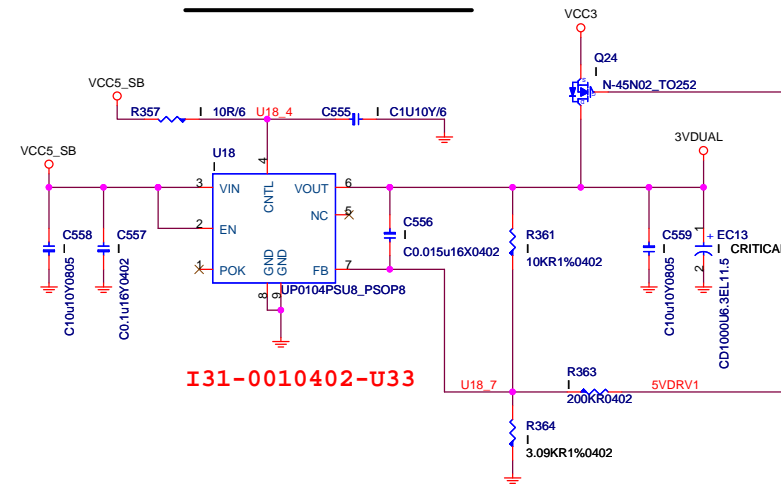 VCC3
Q24
N-45N02_TO252
VCC5_SB
R357
10R/6
U18_4
C555
C1U10Y/6
3VDUAL
VCC5_SB
U18
4
3
VIN
CNTL
VOUT
6
2
EN
NC
5
1
POK
GND
GND
FB
7
8
9
UP0104PSU8_PSOP8
C558
C10u10Y0805
C557
C0.1u16Y0402
C556
C0.015u16X0402
R361
10KR1%0402
C559
C10u10Y0805
1
+
EC13
CRITICAL
2
CD1000U6.3EL11.5
I31-0010402-U33
U18_7
R363
200KR0402
5VDRV1
R364
3.09KR1%0402